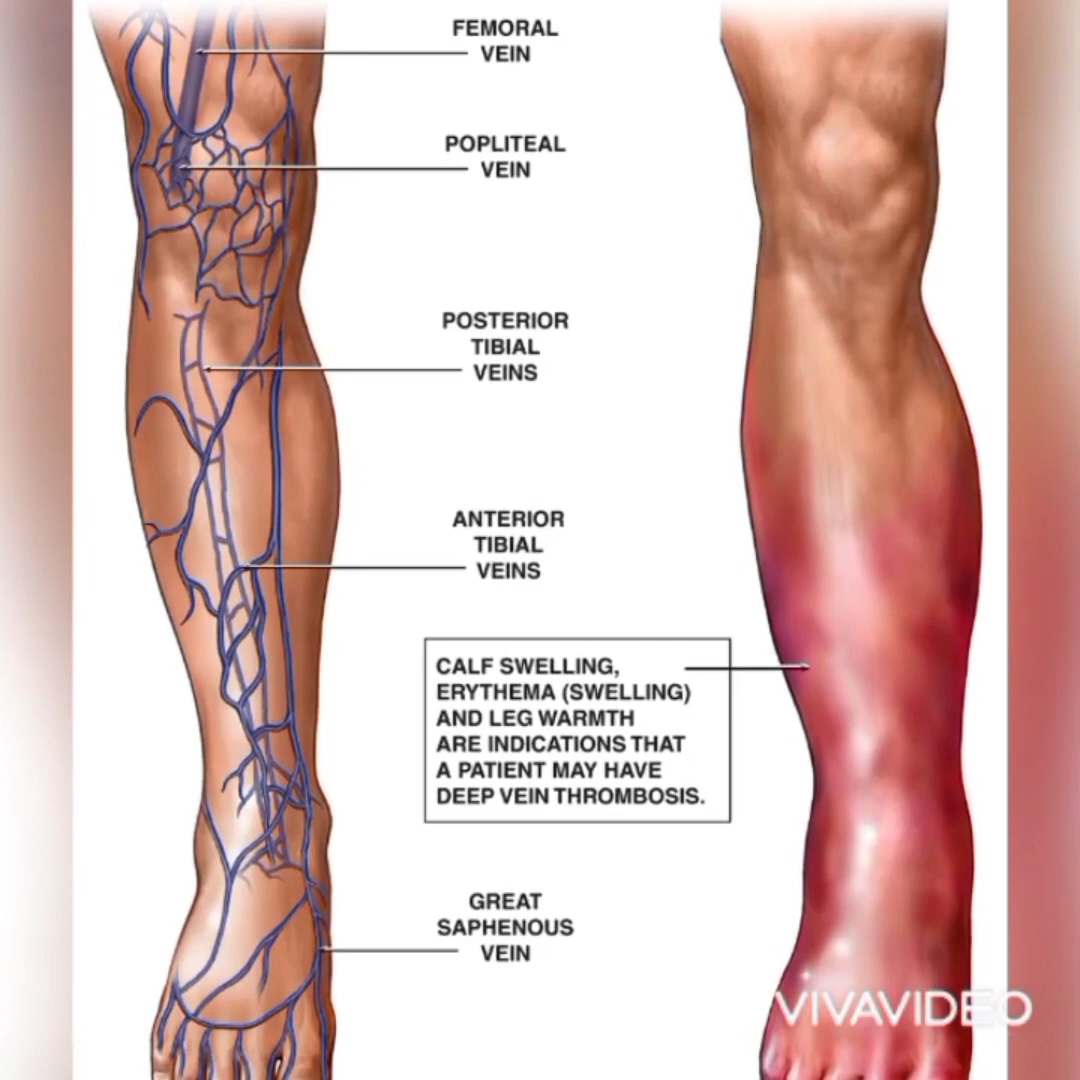 FEMORAL
VEIN
POPLITEAL
VEIN
POSTERIOR
TIBIAL
VEINS
ANTERIOR
TIBIAL
VEINS
CALF SWELLING,
ERYTHEMA (SWELLING)
AND LEG WARMTH
ARE INDICATIONS THAT
A PATIENT MAY HAVE
DEEP VEIN THROMBOSIS.
GREAT
SAPHENOUS
VEIN
VIVAVIDEO